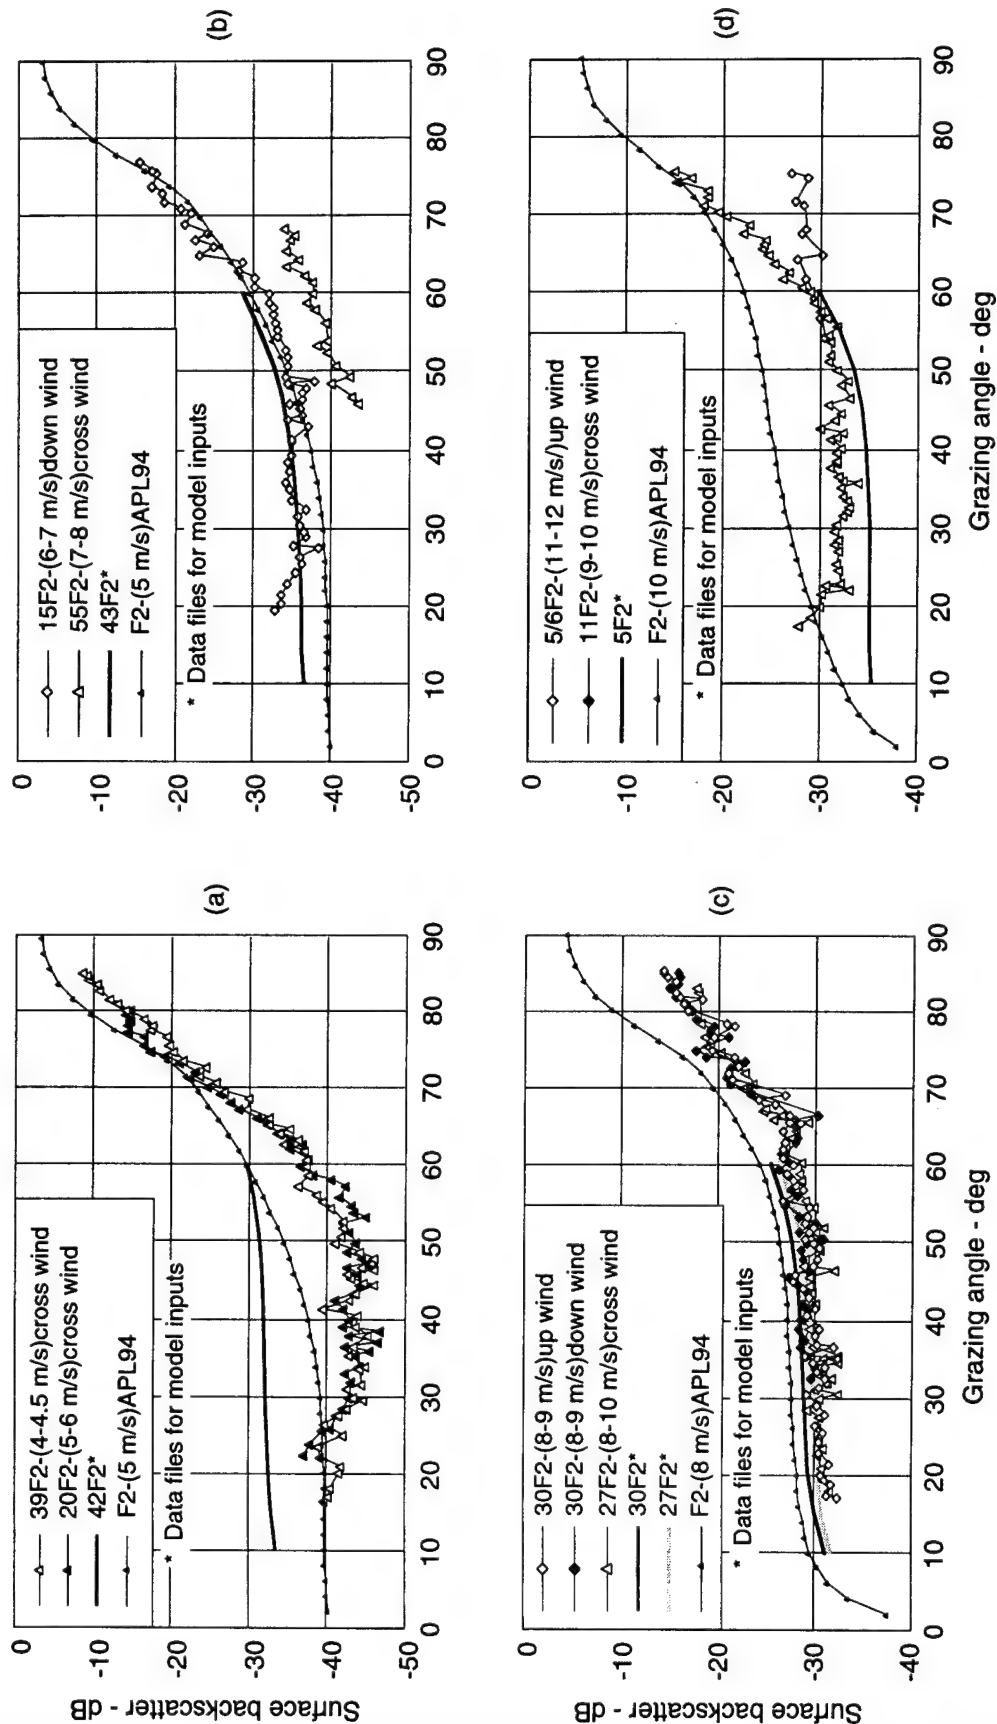 (a)
39F2-(4-4.5 m/s)cross wind
20F2-(5-6 m/s)cross wind
42F2*
F2-(5 m/s)APL94
* Data files for model inputs
0
-10
-20
-30
-40
-50
0 10 20 30 40 50 60 70 80 90
Surface backscatter - dB
(b)
15F2-(6-7 m/s)down wind
55F2-(7-8 m/s)cross wind
43F2*
F2-(5 m/s)APL94
* Data files for model inputs
0
-10
-20
-30
-40
-50
0 10 20 30 40 50 60 70 80 90
(c)
30F2-(8-9 m/s)up wind
30F2-(8-9 m/s)down wind
27F2-(8-10 m/s)cross wind
30F2*
27F2*
F2-(8 m/s)APL94
* Data files for model inputs
0
-10
-20
-30
-40
0 10 20 30 40 50 60 70 80 90
Surface backscatter - dB
Grazing angle - deg
(d)
5/6F2-(11-12 m/s/)up wind
11F2-(9-10 m/s)cross wind
5F2*
F2-(10 m/s)APL94
* Data files for model inputs
0
-10
-20
-30
-40
0 10 20 30 40 50 60 70 80 90
Grazing angle - deg